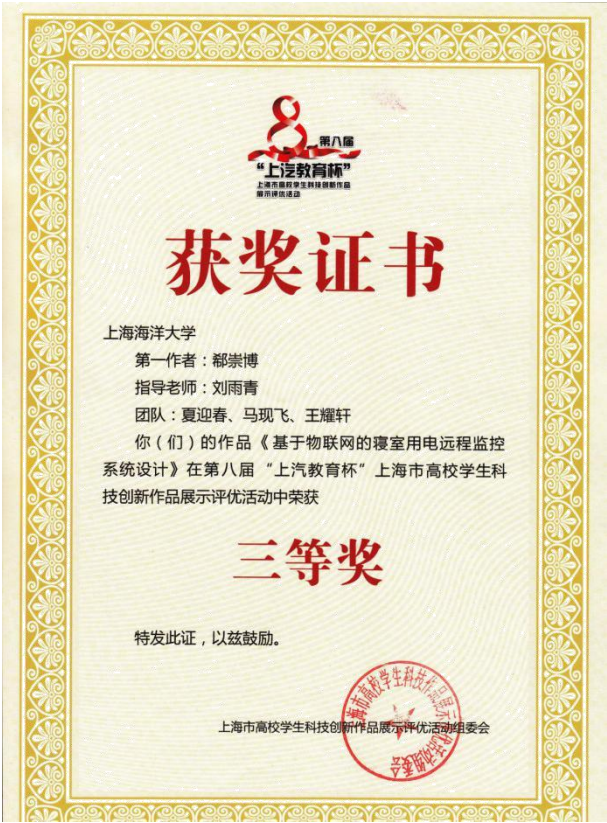 第八届
“上汽教育杯”
上海市高校学生科技创新作品
展示评优活动
获奖证书
上海海洋大学
第一作者：郗崇博
指导老师：刘雨青
团队：夏迎春、马现飞、王耀轩
你（们）的作品《基于物联网的寝室用电远程监控
系统设计》在第八届“上汽教育杯”上海市高校学生科
技创新作品展示评优活动中荣获
三等奖
特发此证，以兹鼓励。
上海市高校学生科技创新作品展示评优活动组委会